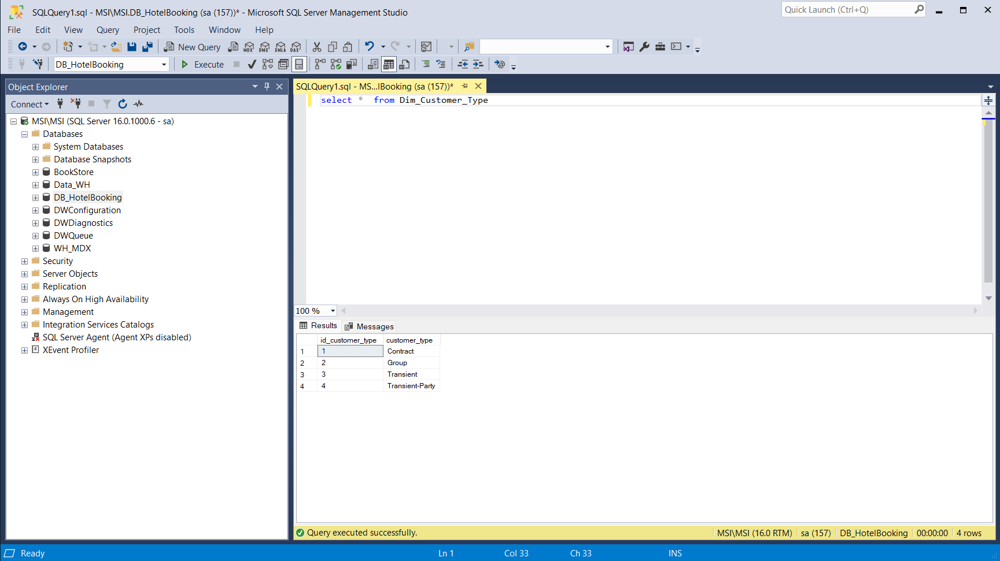 SQLQuery1.sql - MSI\MSI.DB_HotelBooking (sa (157))* - Microsoft SQL Server Management Studio
Quick Launch (Ctrl+Q)
File Edit View Query Project Tools Window Help
New Query MDX DMX XMLA DAX
DB_HotelBooking Execute
Object Explorer
Connect
MSI\MSI (SQL Server 16.0.1000.6 - sa)
Databases
System Databases
Database Snapshots
BookStore
Data_WH
DB_HotelBooking
DWConfiguration
DWDiagnostics
DWQueue
WH_MDX
Security
Server Objects
Replication
Always On High Availability
Management
Integration Services Catalogs
SQL Server Agent (Agent XPs disabled)
XEvent Profiler
SQLQuery1.sql - MS...lBooking (sa (157))*
select *  from Dim_Customer_Type
100 %
Results Messages
id_customer_type customer_type
1 1 Contract
2 2 Group
3 3 Transient
4 4 Transient-Party
Query executed successfully. MSI\MSI (16.0 RTM) sa (157) DB_HotelBooking 00:00:00 4 rows
Ready Ln 1 Col 33 Ch 33 INS